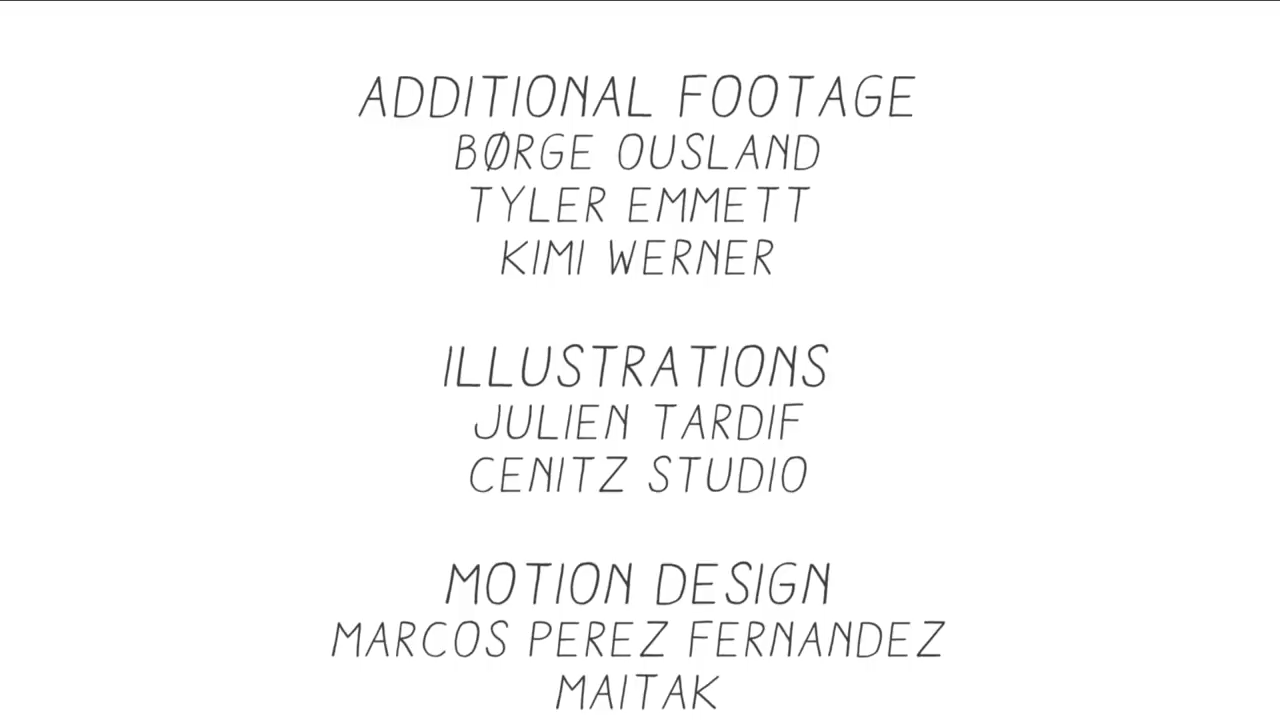 ADDITIONAL FOOTAGE
BØRGE OUSLAND
TYLER EMMETT
KIMI WERNER
ILLUSTRATIONS
JULIEN TARDIF
CENITZ STUDIO
MOTION DESIGN
MARCOS PEREZ FERNANDEZ
MAITAK